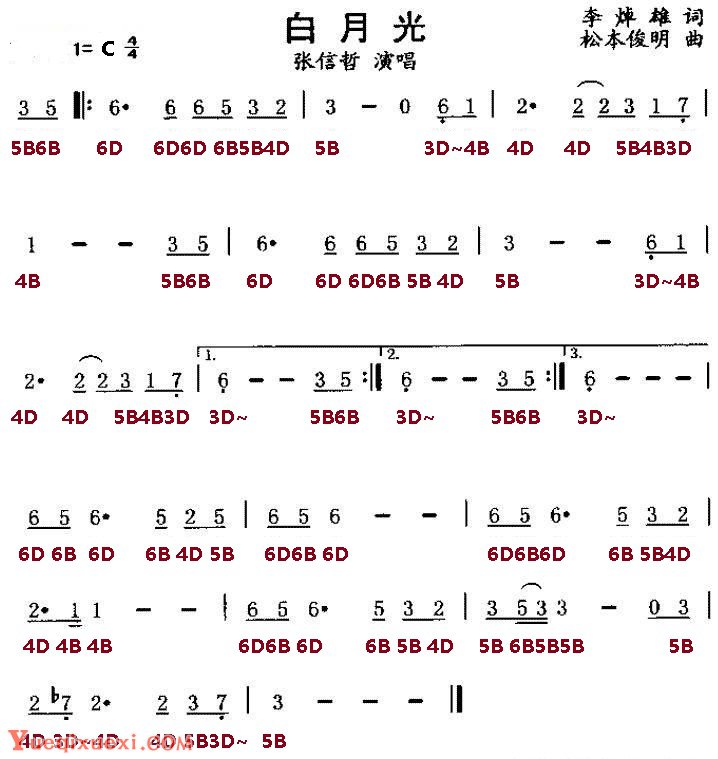 白月光
李焯雄 词
1= C 4/4
松本俊明 曲
张信哲 演唱
3 5 ‖: 6· 6 6 5 3 2 | 3 − 0 6 1 | 2· 2 2 3 1 7 |
5B6B 6D 6D6D 6B5B4D 5B 3D~4B 4D 4D 5B4B3D
1 − − 3 5 | 6· 6 6 5 3 2 | 3 − − 6 1 |
4B 5B6B 6D 6D 6D6B 5B 4D 5B 3D~4B
1. 2. 3.
2· 2 2 3 1 7 | 6 − − 3 5 :‖ 6 − − 3 5 :‖ 6 − −
4D 4D 5B4B3D 3D~ 5B6B 3D~ 5B6B 3D~
6 5 6· 5 2 5 | 6 5 6 − − | 6 5 6· 5 3 2 |
6D 6B 6D 6B 4D 5B 6D6B 6D 6D6B6D 6B 5B4D
2· 1 1 − − | 6 5 6· 5 3 2 | 3 5 3 3 − 0 3 |
4D 4B 4B 6D6B 6D 6B 5B 4D 5B 6B5B5B 5B
2 ♭7 2· 2 3 7 | 3 − − ‖
4D 3D~4D 4D 5B3D~ 5B
Yueqixuexi.com